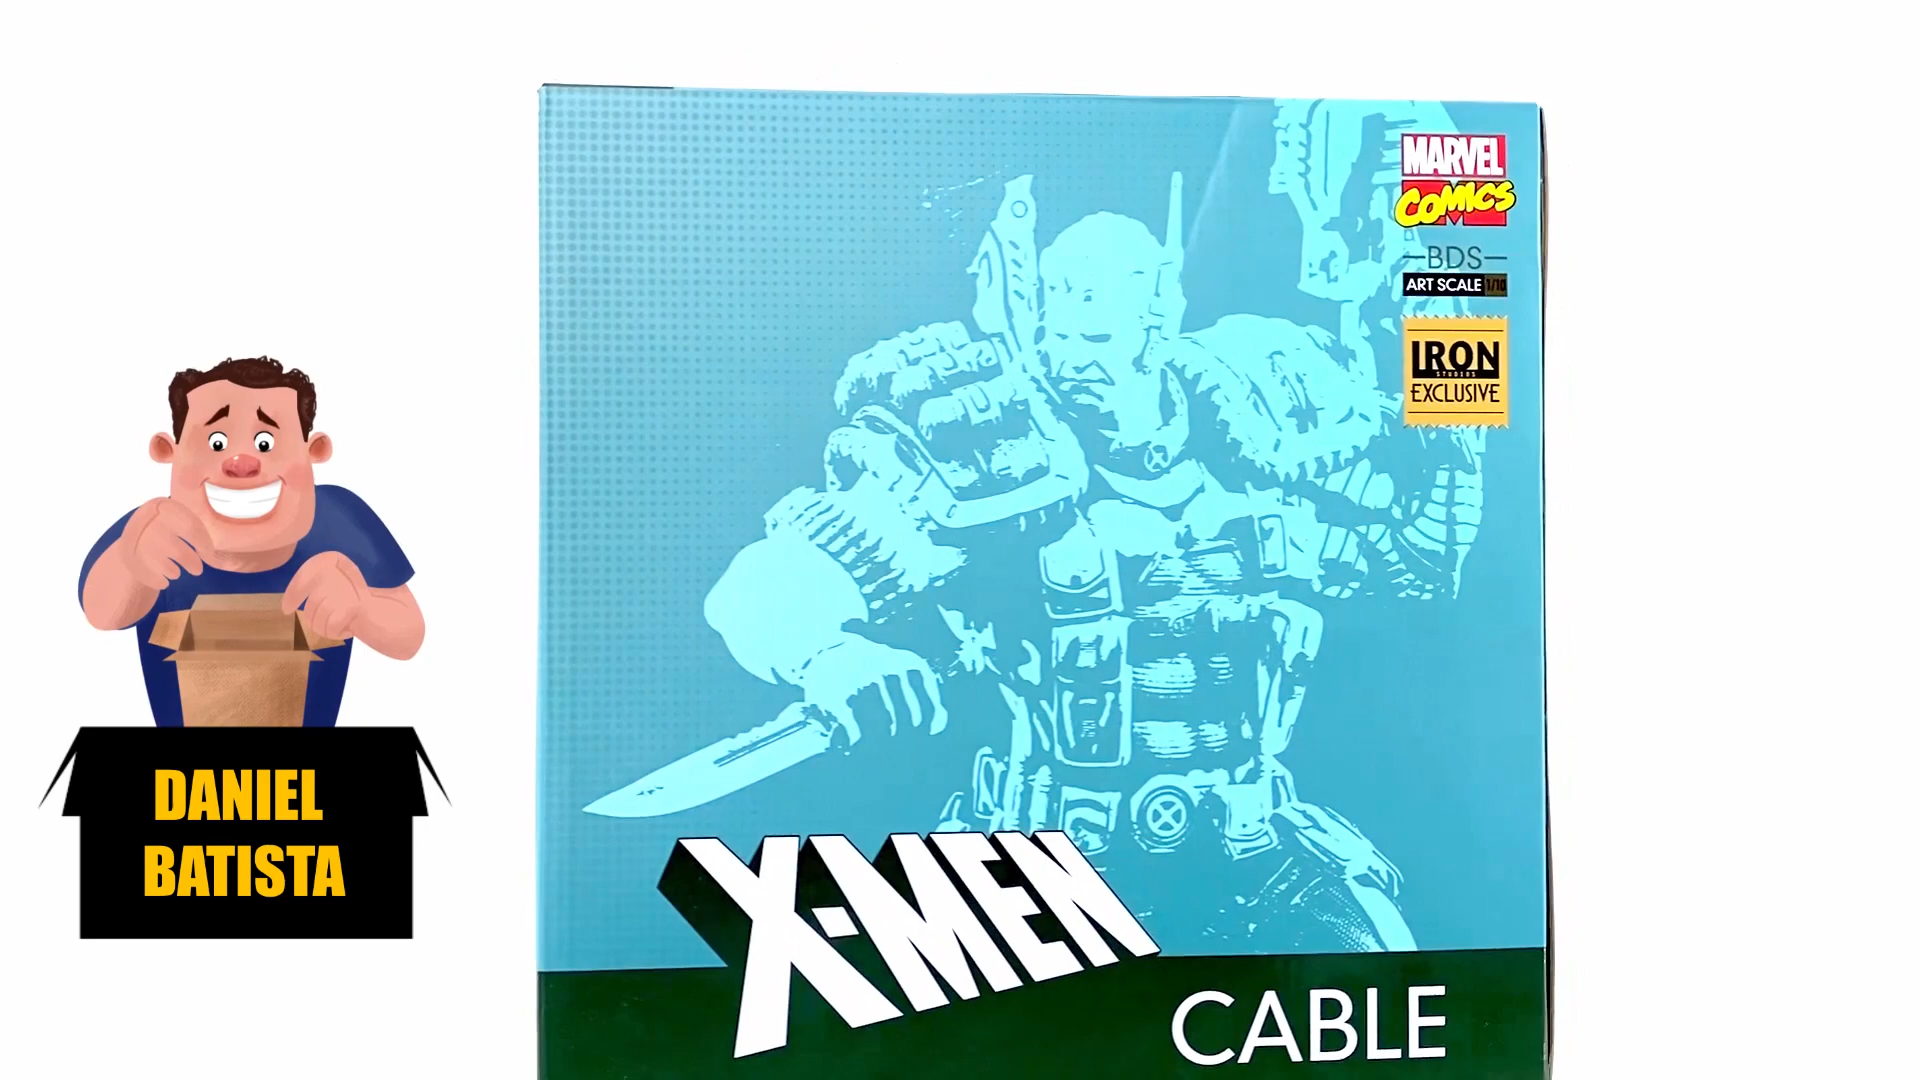 MARVEL
COMICS
BDS
ART SCALE 1/10
IRON
STUDIOS
EXCLUSIVE
DANIEL
BATISTA
X-MEN
CABLE